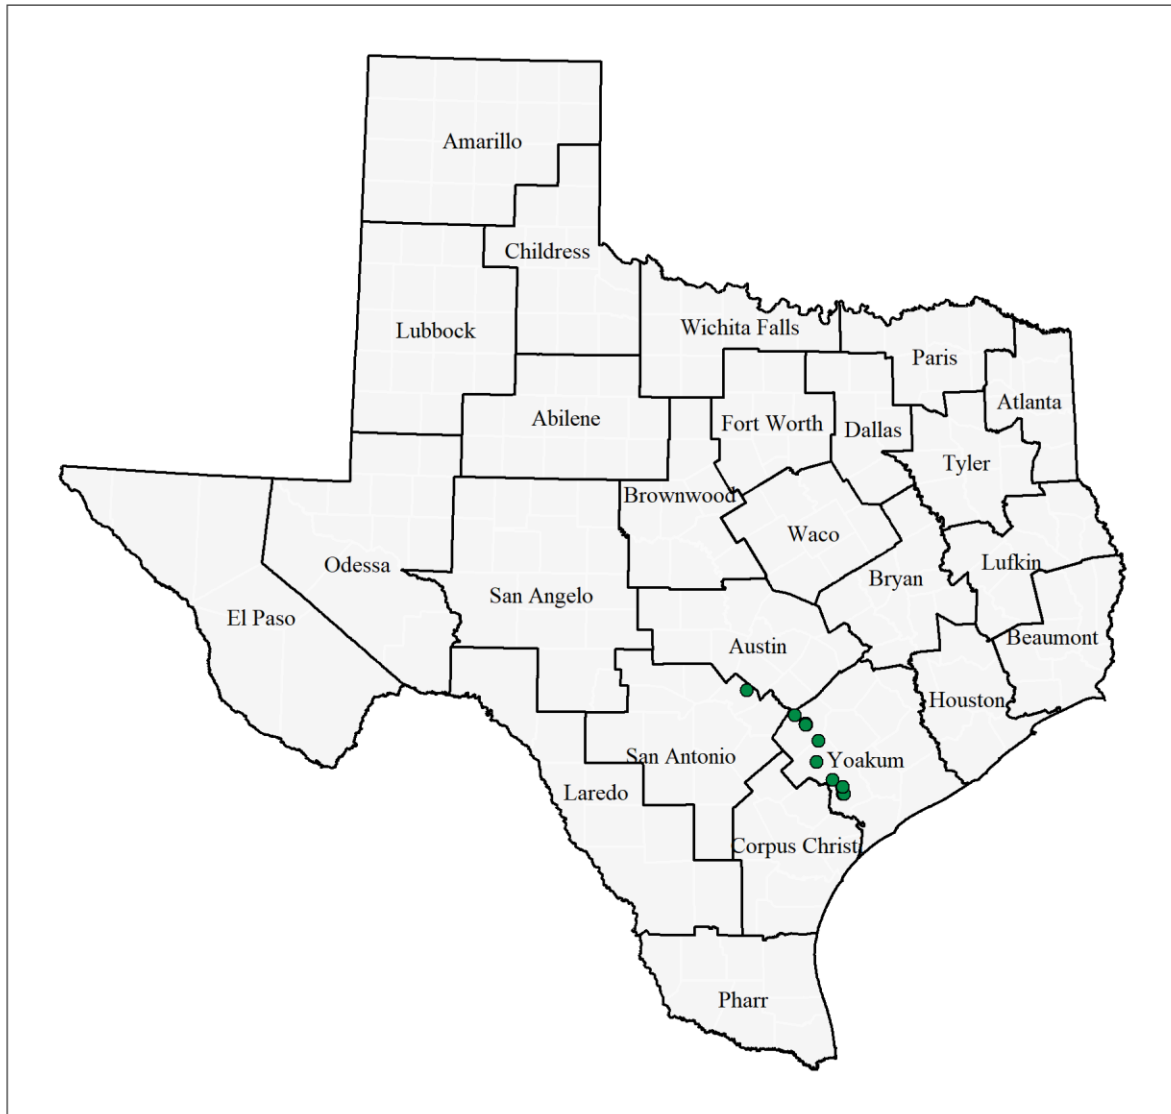 Amarillo
Childress
Lubbock
Wichita Falls
Paris
Atlanta
Abilene
Fort Worth
Dallas
Tyler
Brownwood
Waco
Odessa
San Angelo
Bryan
Lufkin
El Paso
Austin
Beaumont
Houston
San Antonio
Yoakum
Laredo
Corpus Christ
Pharr